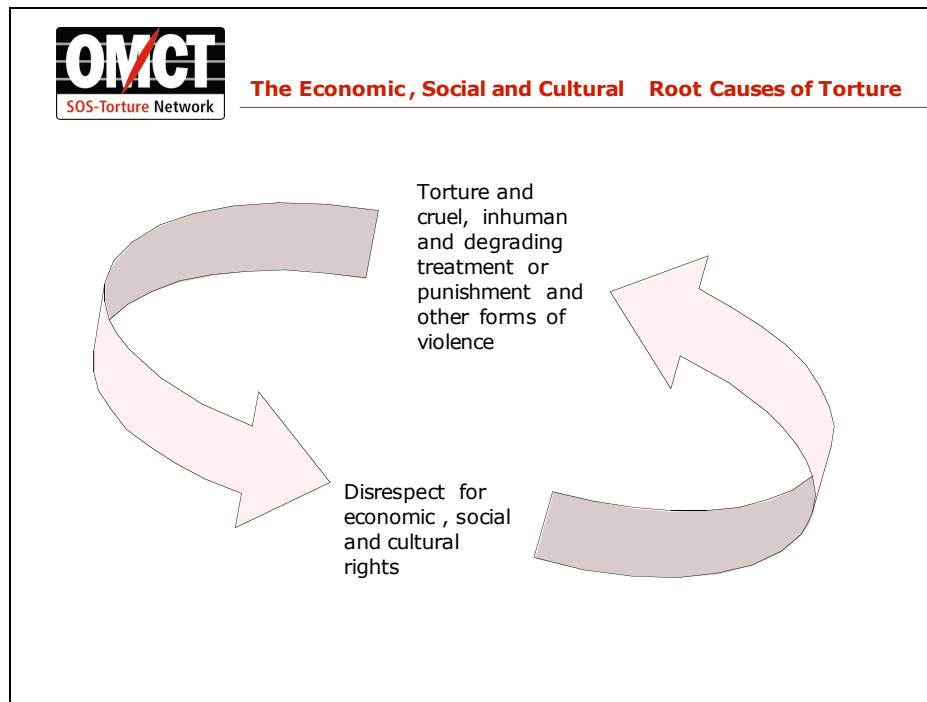 OMCT
SOS-Torture Network
The Economic, Social and Cultural Root Causes of Torture
Torture and
cruel, inhuman
and degrading
treatment or
punishment and
other forms of
violence
Disrespect for
economic , social
and cultural
rights